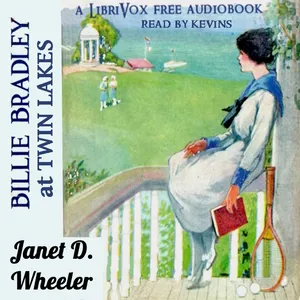 A LIBRIVOX FREE AUDIOBOOK
READ BY KEVINS
BILLIE BRADLEY
at TWIN LAKES
Janet D.
Wheeler